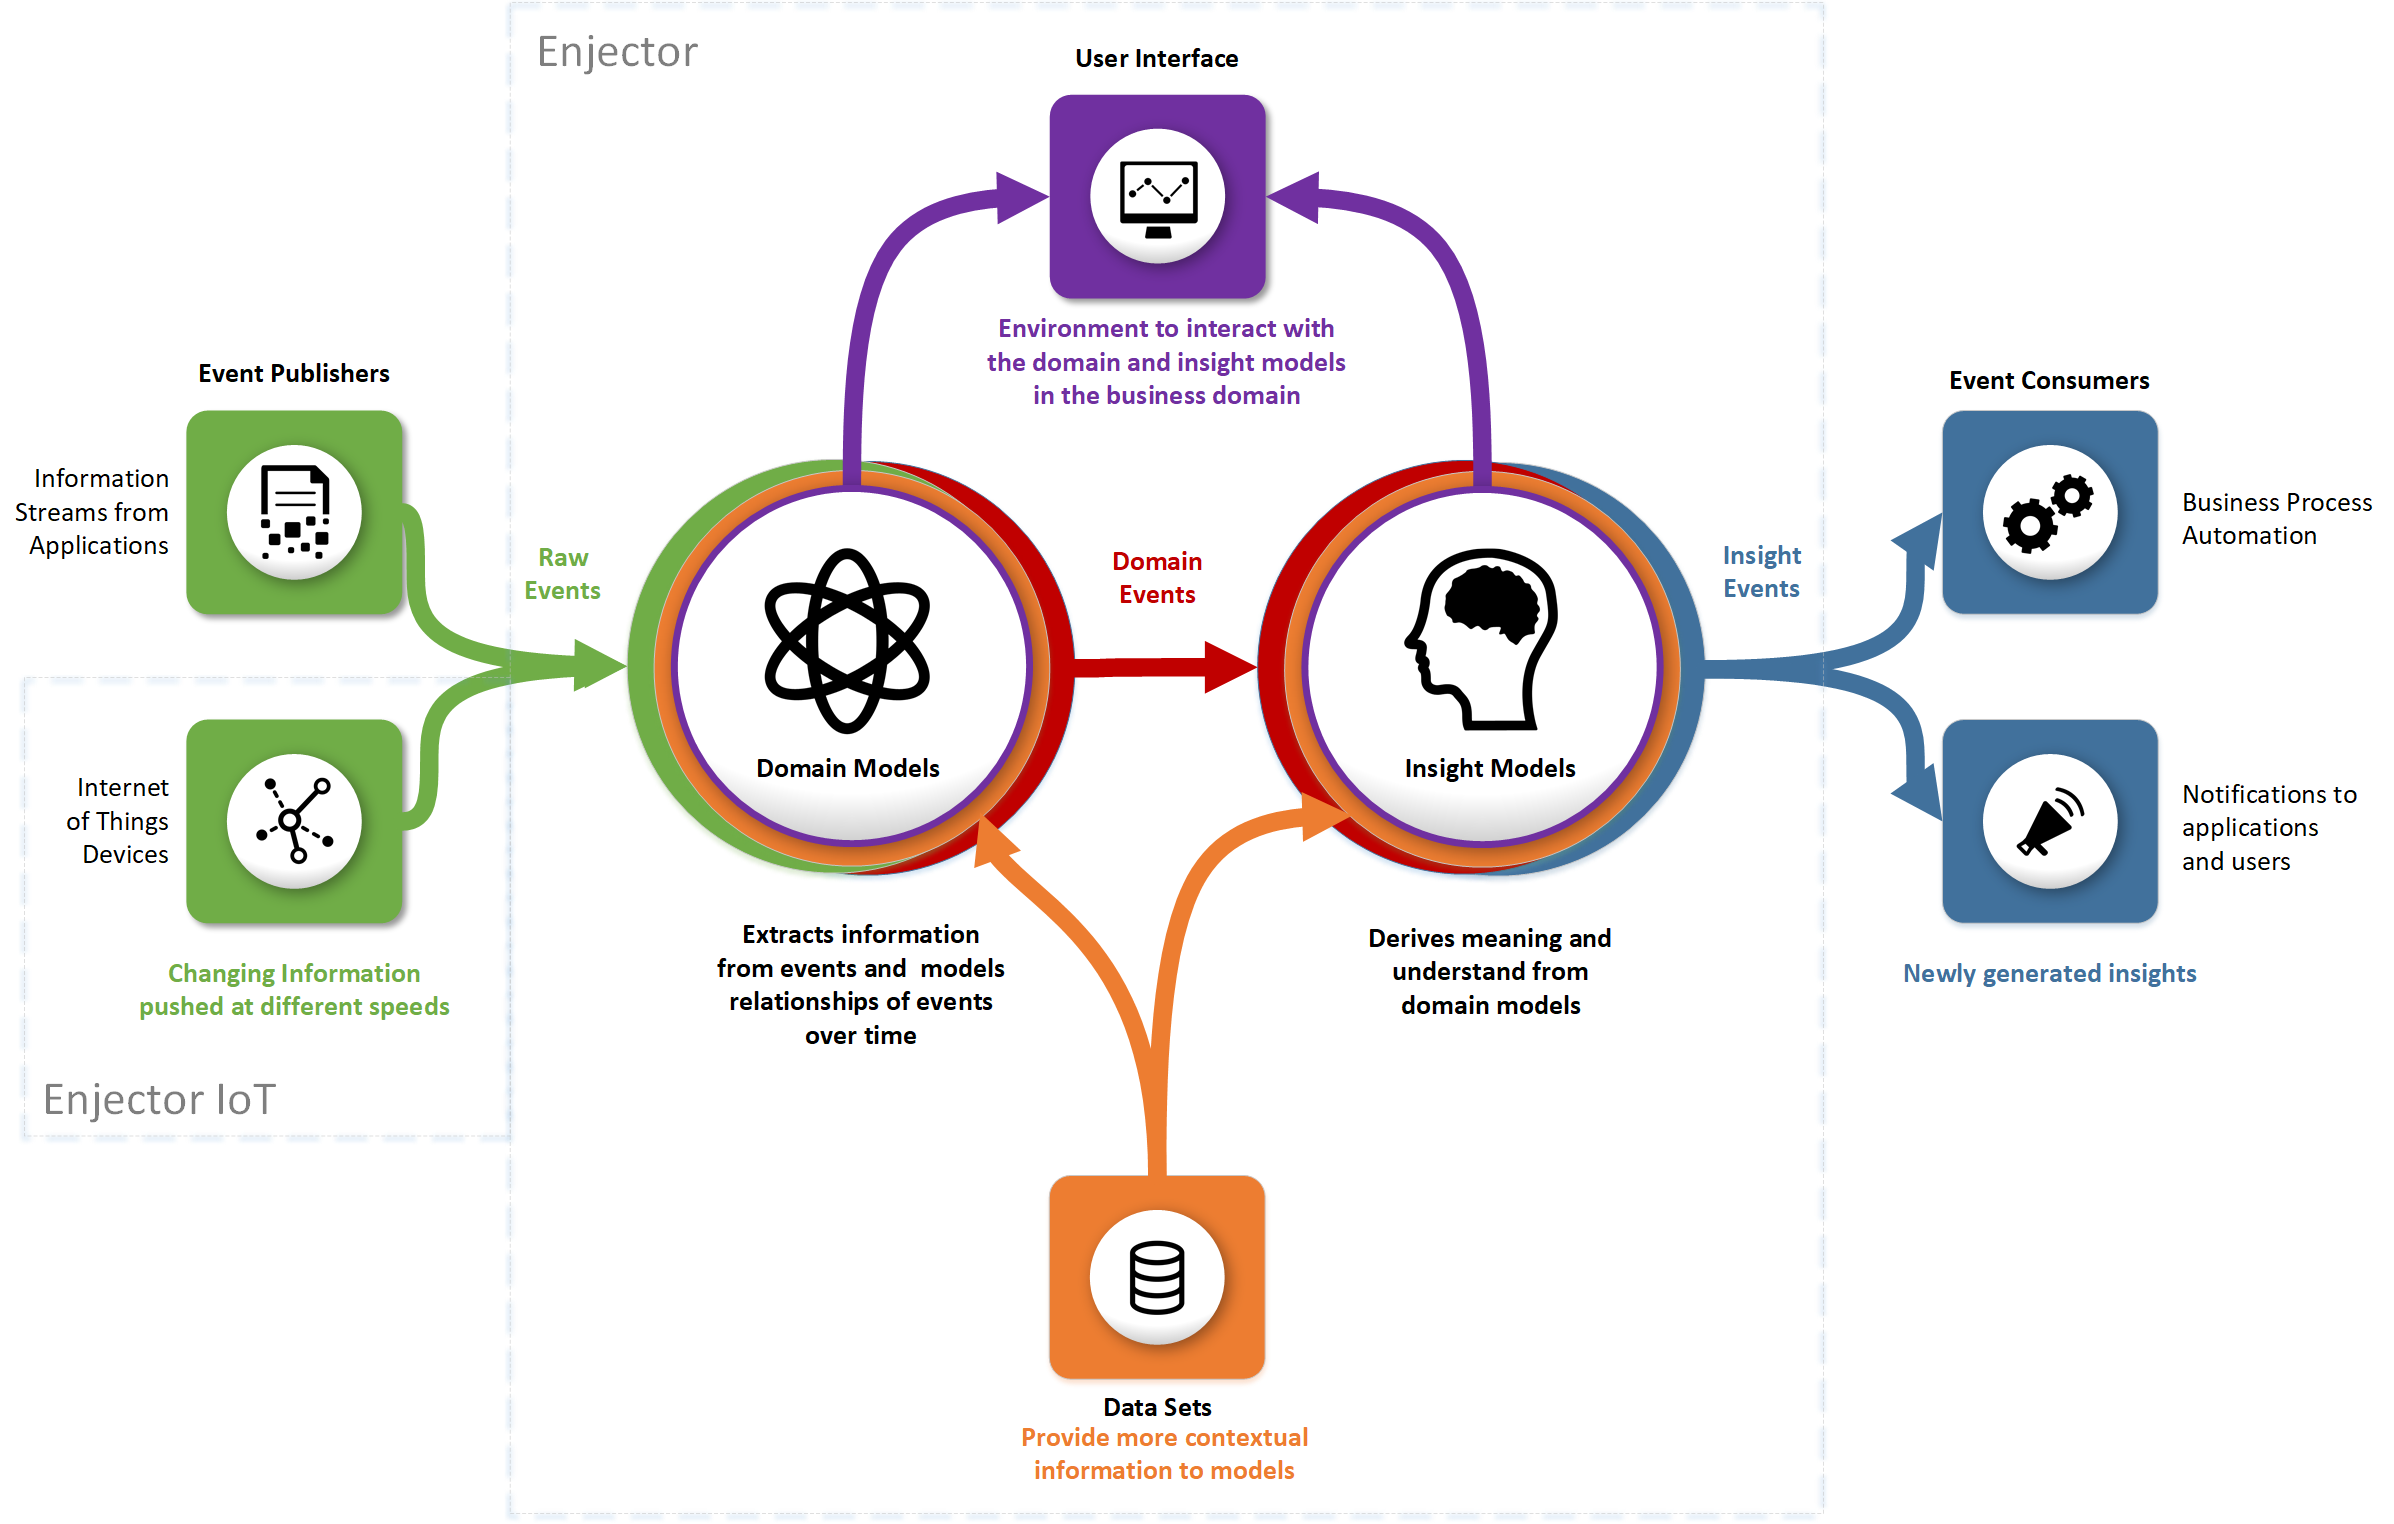 Enjector
User Interface
Environment to interact with
the domain and insight models
in the business domain
Event Publishers
Information
Streams from
Applications
Internet
of Things
Devices
Changing Information
pushed at different speeds
Enjector IoT
Raw
Events
Domain Models
Extracts information
from events and  models
relationships of events
over time
Domain
Events
Insight Models
Derives meaning and
understand from
domain models
Insight
Events
Event Consumers
Business Process
Automation
Notifications to
applications
and users
Newly generated insights
Data Sets
Provide more contextual
information to models